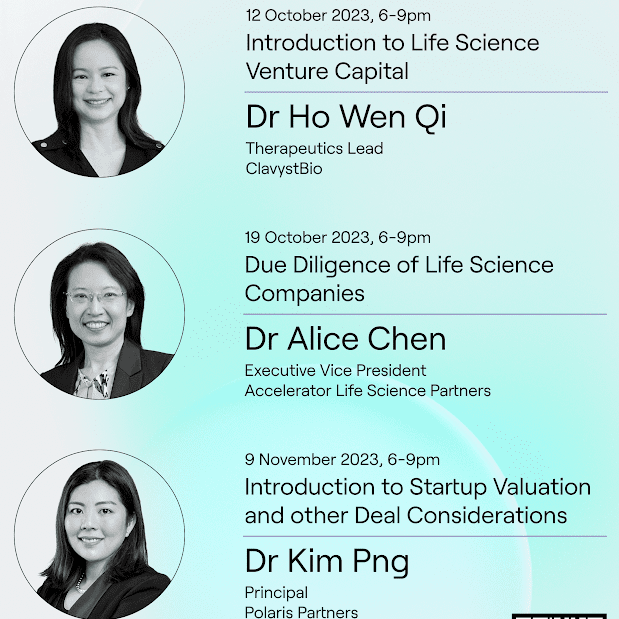 12 October 2023, 6-9pm
Introduction to Life Science
Venture Capital
Dr Ho Wen Qi
Therapeutics Lead
ClavystBio
19 October 2023, 6-9pm
Due Diligence of Life Science
Companies
Dr Alice Chen
Executive Vice President
Accelerator Life Science Partners
9 November 2023, 6-9pm
Introduction to Startup Valuation
and other Deal Considerations
Dr Kim Png
Principal
Polaris Partners